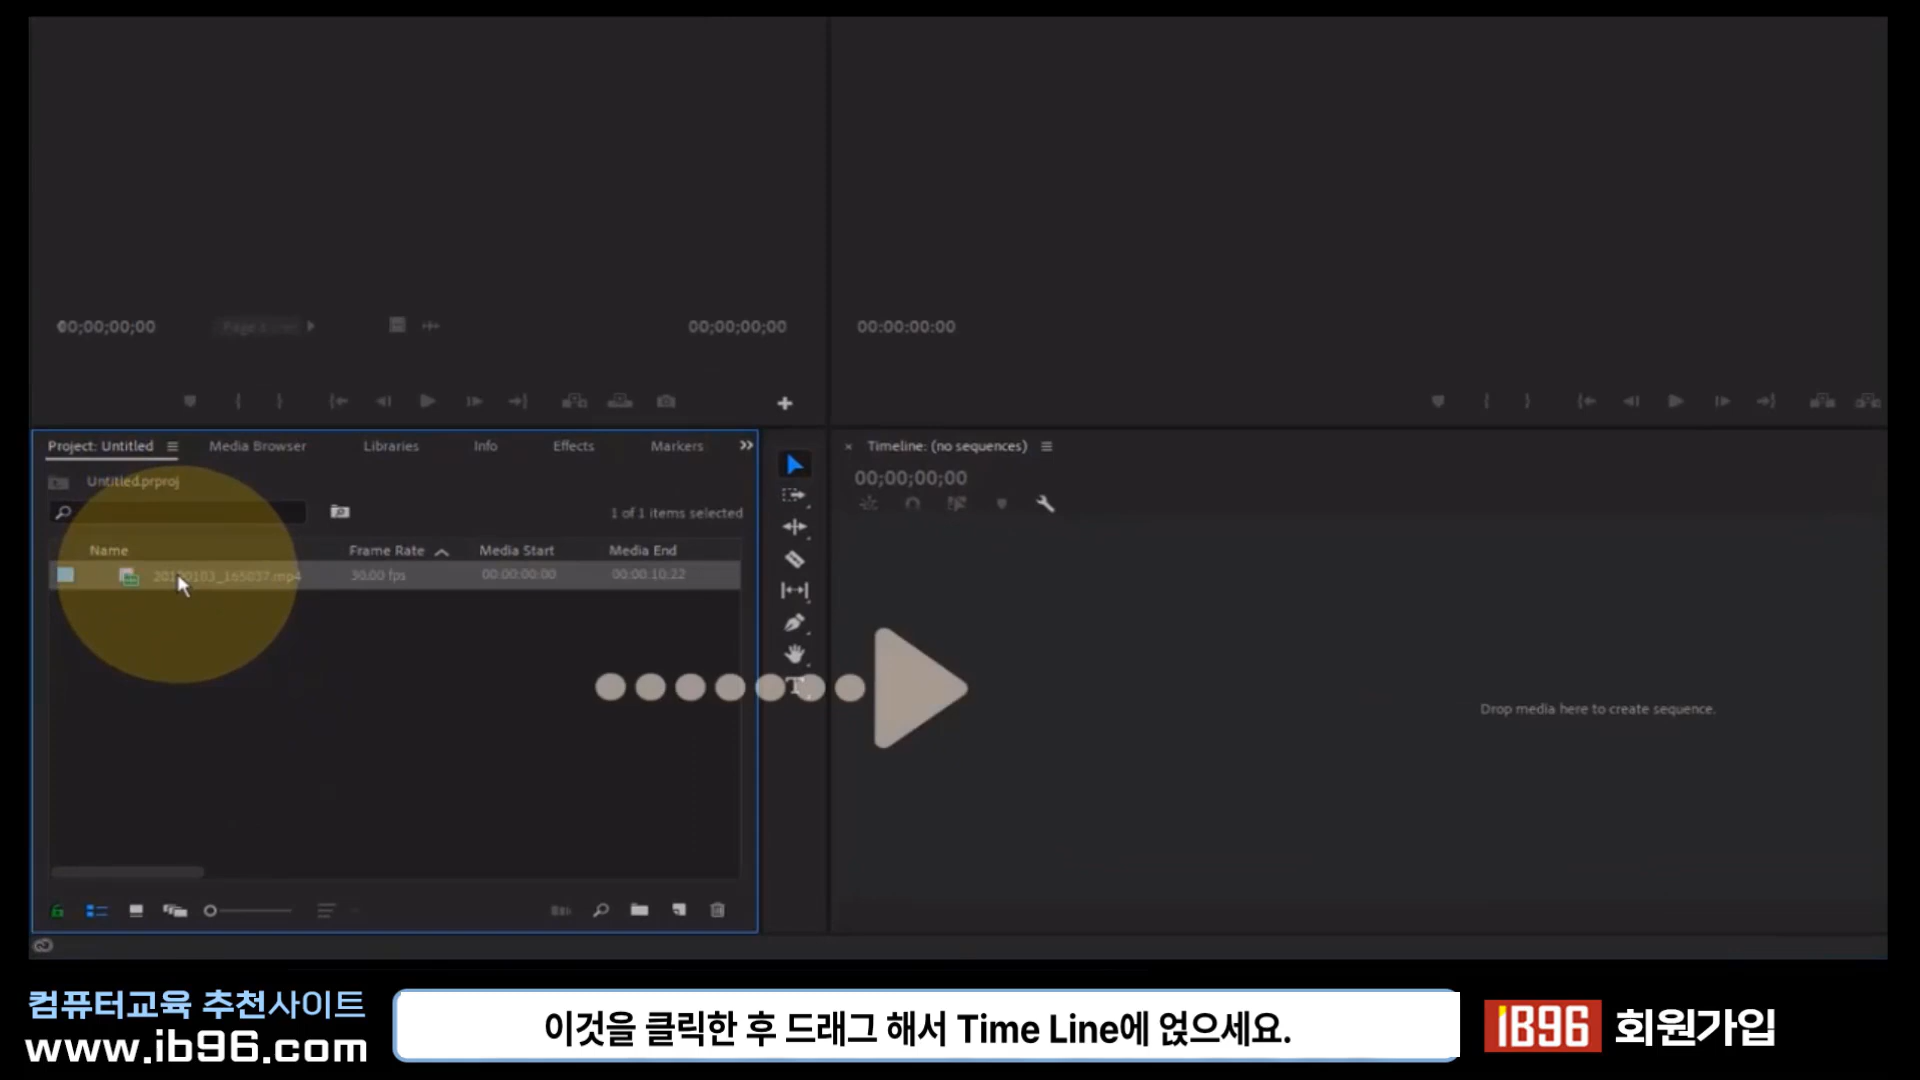 00;00;00;00
00;00;00;00
00:00:00:00
Project: Untitled
Media Browser
Libraries
Info
Effects
Markers
Timeline: (no sequences)
Untitled.prproj
00;00;00;00
1 of 1 items selected
Name
Frame Rate
Media Start
Media End
30.00 fps
00:00:00:00
00:00:10:22
T
Drop media here to create sequence.
컴퓨터교육 추천사이트
www.ib96.com
이것을 클릭한 후 드래그 해서 Time Line에 얹으세요.
IB96 회원가입